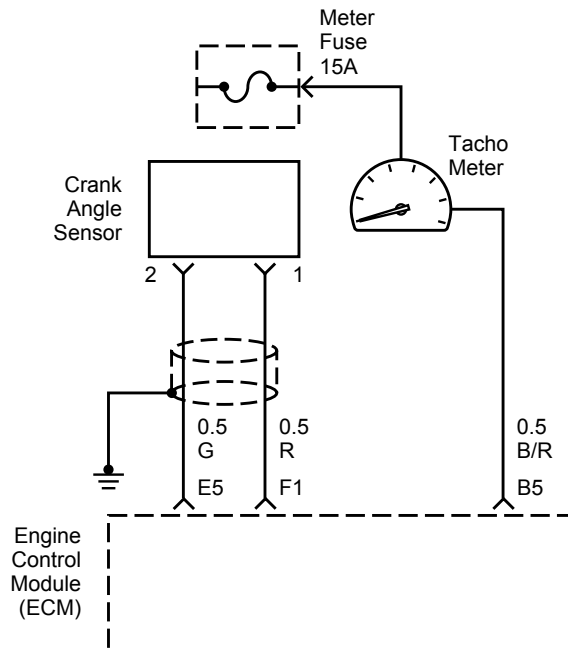 Meter
Fuse
15A
Tacho
Meter
Crank
Angle
Sensor
2
1
0.5
G
E5
0.5
R
F1
0.5
B/R
B5
Engine
Control
Module
(ECM)